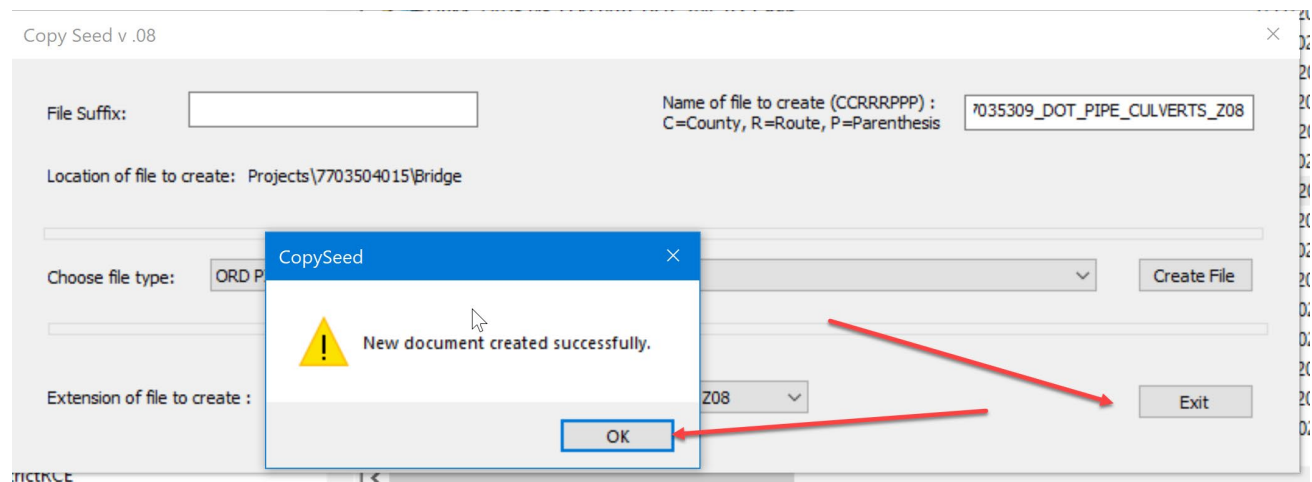 Copy Seed v .08
File Suffix:
Name of file to create (CCRRRPPP) :
C=County, R=Route, P=Parenthesis
7035309_DOT_PIPE_CULVERTS_Z08
Location of file to create: Projects\7703504015\Bridge
CopySeed
Choose file type:
ORD P
Create File
New document created successfully.
Extension of file to create :
Z08
Exit
OK